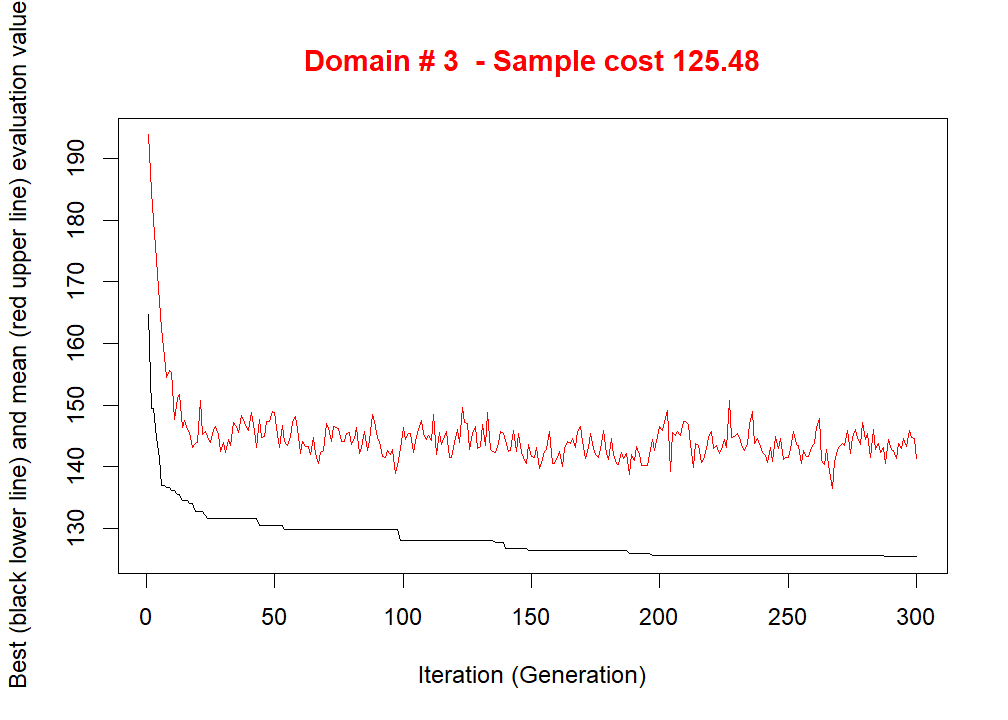 Domain # 3  - Sample cost 125.48
Best (black lower line) and mean (red upper line) evaluation value
190
180
170
160
150
140
130
0 50 100 150 200 250 300
Iteration (Generation)